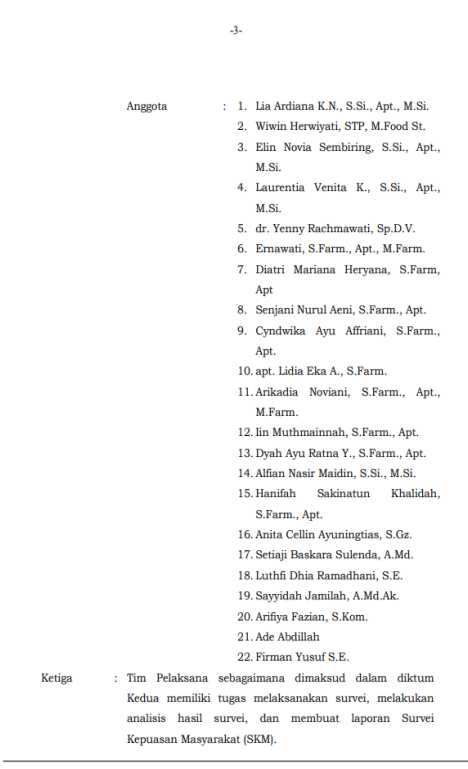 -3-
Anggota : 1. Lia Ardiana K.N., S.Si., Apt., M.Si.
2. Wiwin Herwiyati, STP, M.Food St.
3. Elin Novia Sembiring, S.Si., Apt.,
M.Si.
4. Laurentia Venita K., S.Si., Apt.,
M.Si.
5. dr. Yenny Rachmawati, Sp.D.V.
6. Ernawati, S.Farm., Apt., M.Farm.
7. Diatri Mariana Heryana, S.Farm,
Apt
8. Senjani Nurul Aeni, S.Farm., Apt.
9. Cyndwika Ayu Affriani, S.Farm.,
Apt.
10. apt. Lidia Eka A., S.Farm.
11. Arikadia Noviani, S.Farm., Apt.,
M.Farm.
12. Iin Muthmainnah, S.Farm., Apt.
13. Dyah Ayu Ratna Y., S.Farm., Apt.
14. Alfian Nasir Maidin, S.Si., M.Si.
15. Hanifah Sakinatun Khalidah,
S.Farm., Apt.
16. Anita Cellin Ayuningtias, S.Gz.
17. Setiaji Baskara Sulenda, A.Md.
18. Luthfi Dhia Ramadhani, S.E.
19. Sayyidah Jamilah, A.Md.Ak.
20. Arifiya Fazian, S.Kom.
21. Ade Abdillah
22. Firman Yusuf S.E.
Ketiga : Tim Pelaksana sebagaimana dimaksud dalam diktum
Kedua memiliki tugas melaksanakan survei, melakukan
analisis hasil survei, dan membuat laporan Survei
Kepuasan Masyarakat (SKM).